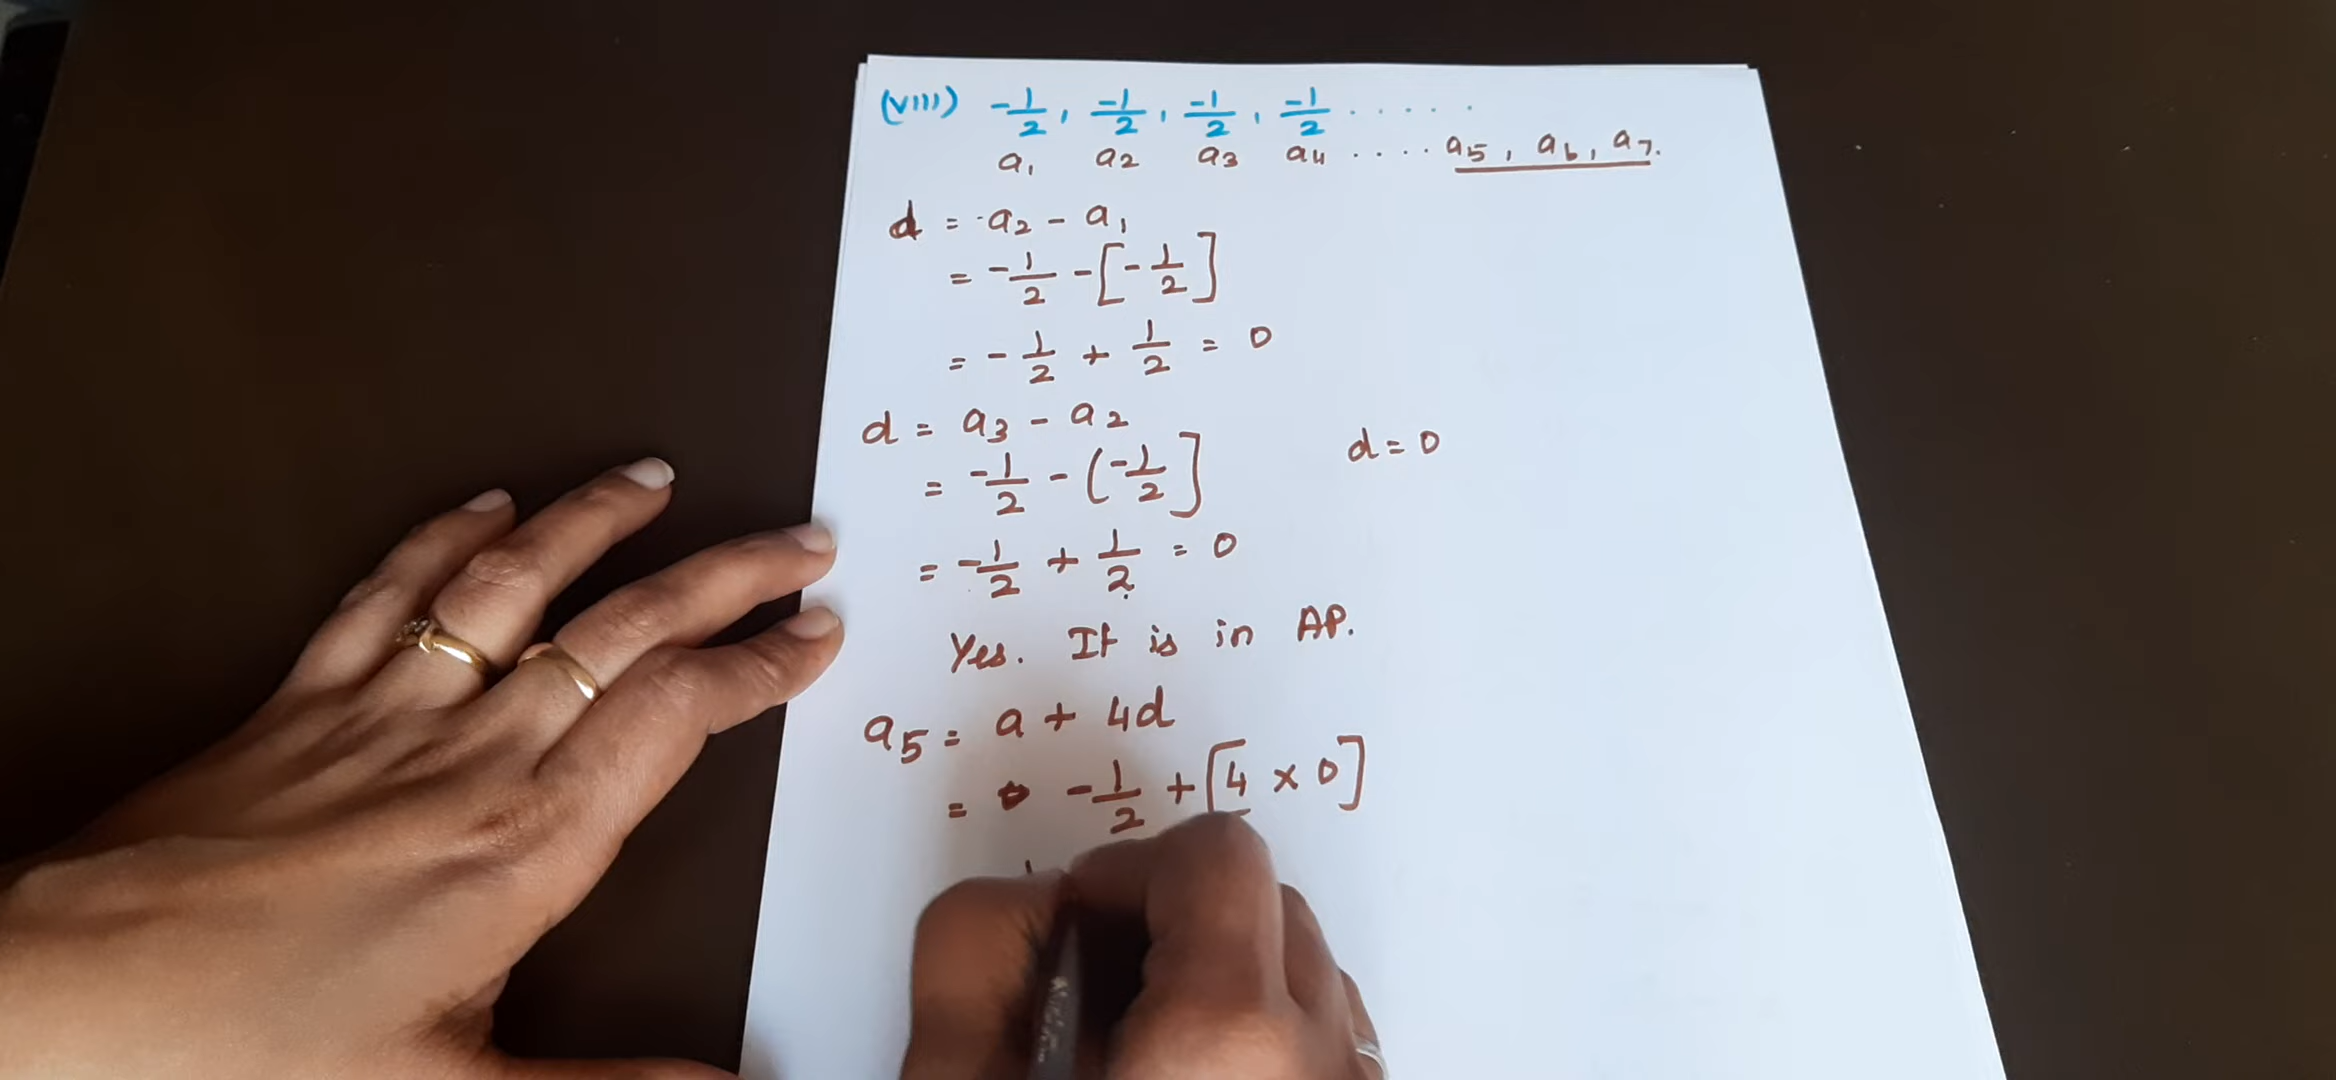 (viii) -1/2, -1/2, -1/2, -1/2 . . . . .
a1 a2 a3 a4 . . . . a5, a6, a7.
d = a2 - a1
= -1/2 - [-1/2]
= -1/2 + 1/2 = 0
d = a3 - a2
= -1/2 - (-1/2] d = 0
= -1/2 + 1/2 = 0
Yes. It is in AP.
a5 = a + 4d
= -1/2 + [4 × 0]